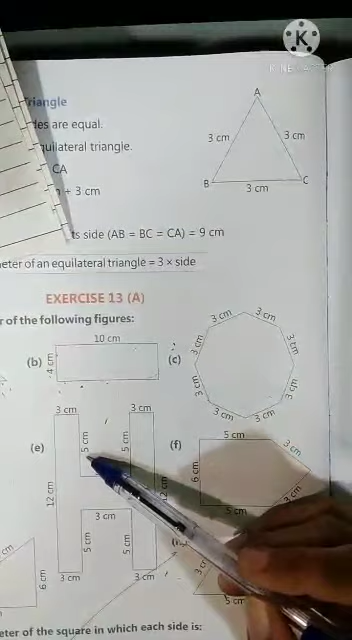 K
Triangle
des are equal.
quilateral triangle.
CA
+ 3 cm
ts side (AB = BC = CA) = 9 cm
eter of an equilateral triangle = 3 × side
A
3 cm
3 cm
B
C
3 cm
EXERCISE 13 (A)
r of the following figures:
(b)
10 cm
4 cm
(c)
3 cm
3 cm
3 cm
3 cm
3 cm
3 cm
3 cm
3 cm
(e)
3 cm
3 cm
5 cm
5 cm
12 cm
12 cm
3 cm
5 cm
5 cm
3 cm
3 cm
(f)
5 cm
3 cm
6 cm
5 cm
3 cm
cm
6 cm
3 c
5 cm
eter of the square in which each side is: